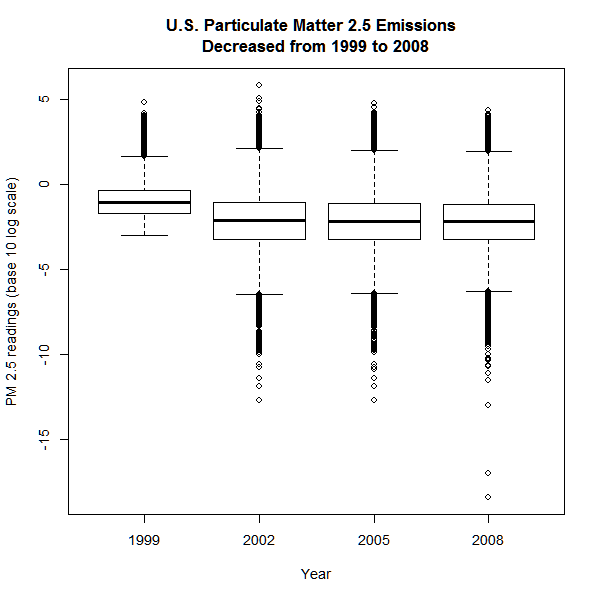 U.S. Particulate Matter 2.5 Emissions
Decreased from 1999 to 2008
PM 2.5 readings (base 10 log scale)
5
0
-5
-10
-15
1999 2002 2005 2008
Year